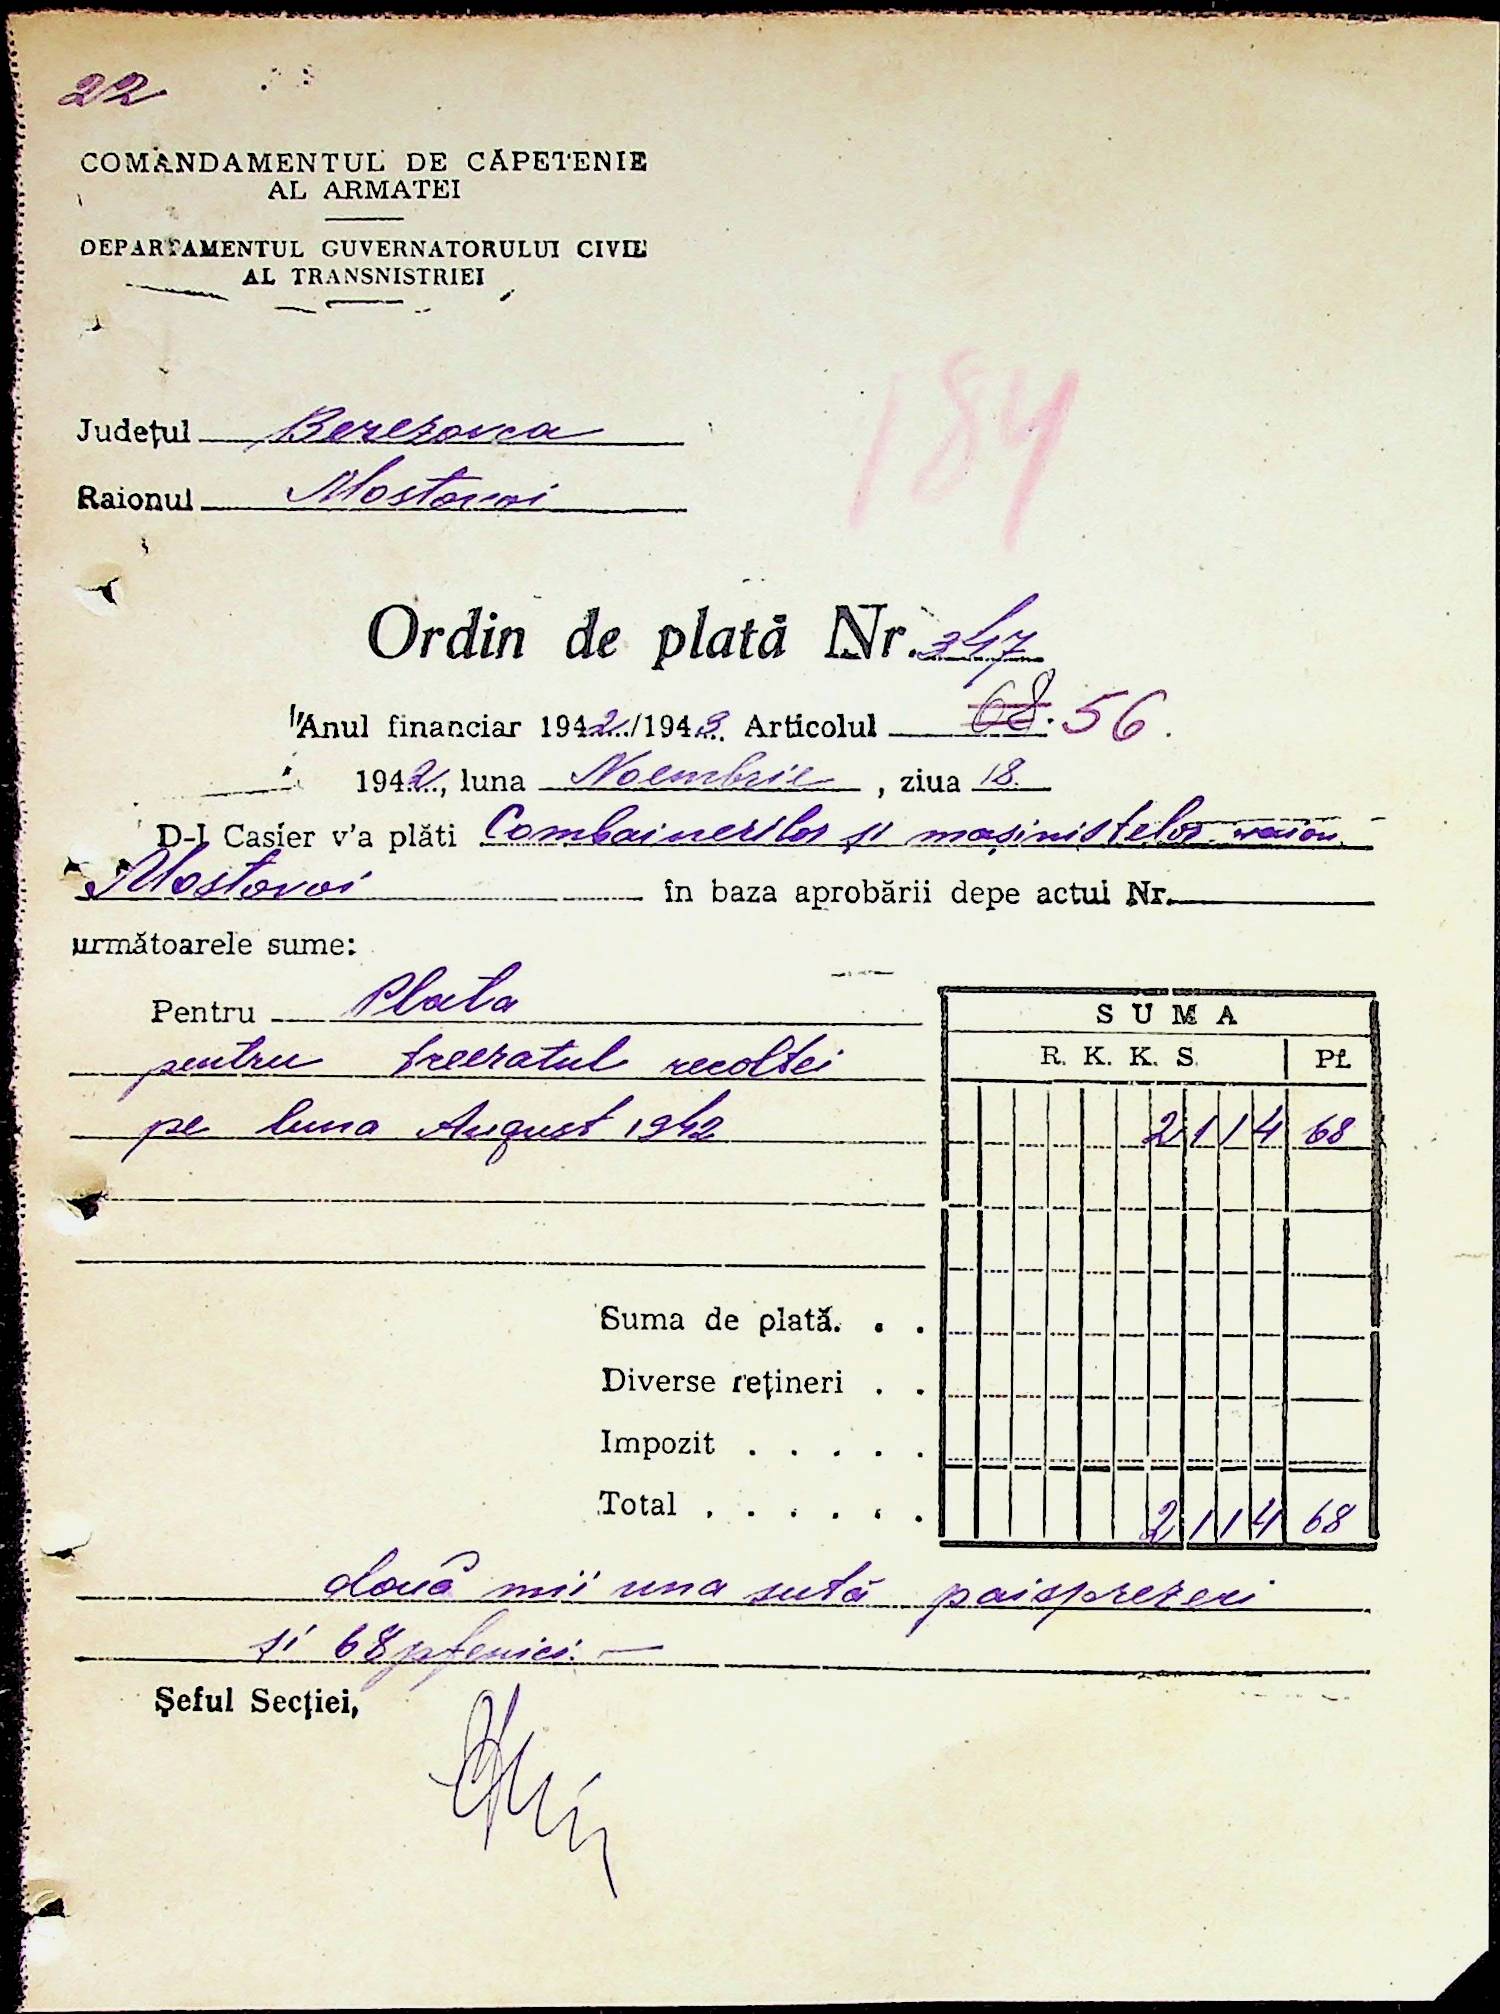 22
COMANDAMENTUL DE CĂPETENIE
AL ARMATEI
DEPARTAMENTUL GUVERNATORULUI CIVIL
AL TRANSNISTRIEI
184
Județul Berezovca
Raionul Mostovoi
Ordin de plată Nr. 347
Anul financiar 1942/1943 Articolul 68. 56.
1942, luna Noembrie, ziua 18.
D-l Casier v'a plăti Combainerilor și mașiniștelor raion.
Mostovoi în baza aprobării depe actul Nr.
următoarele sume:
Pentru Plata
pentru treeratul recoltei
pe luna August 1942
SUMA
R. K. K. S. Pf.
2114 68
Suma de plată. . .
Diverse rețineri . .
Impozit . . . . .
Total . . . . . . 2114 68
două mii una sută paisprezeci
și 68 pfenici. —
Șeful Secției,